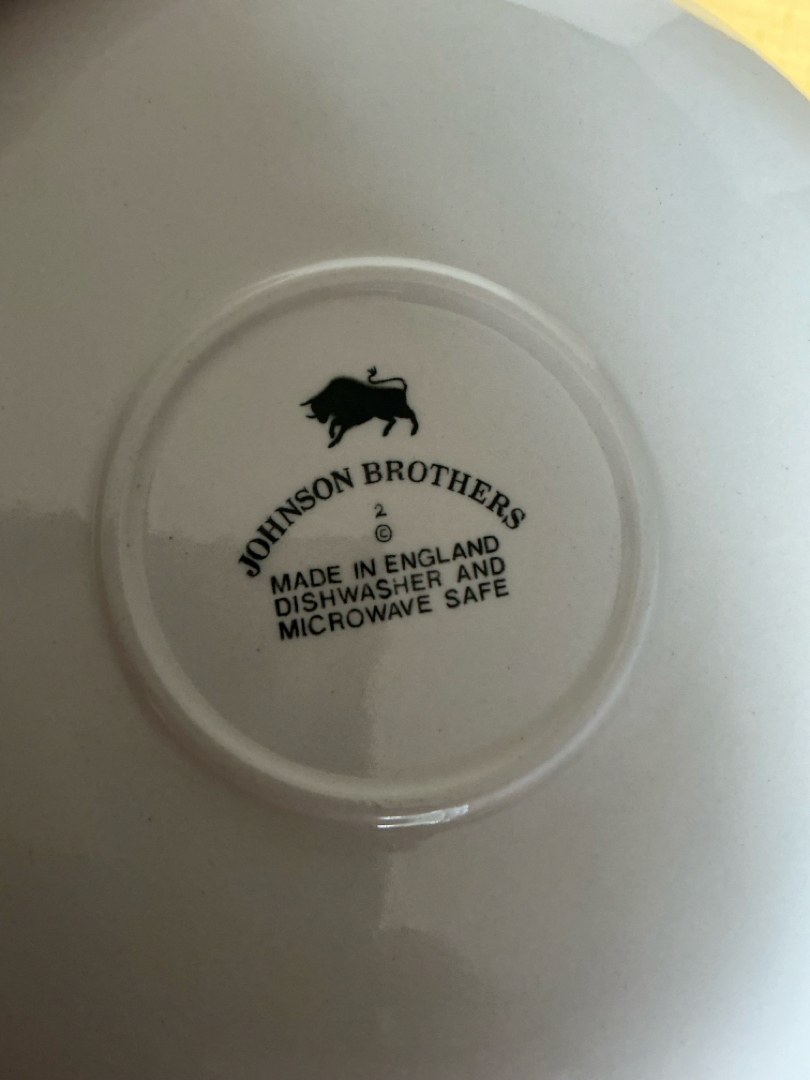 JOHNSON BROTHERS
2
©
MADE IN ENGLAND
DISHWASHER AND
MICROWAVE SAFE